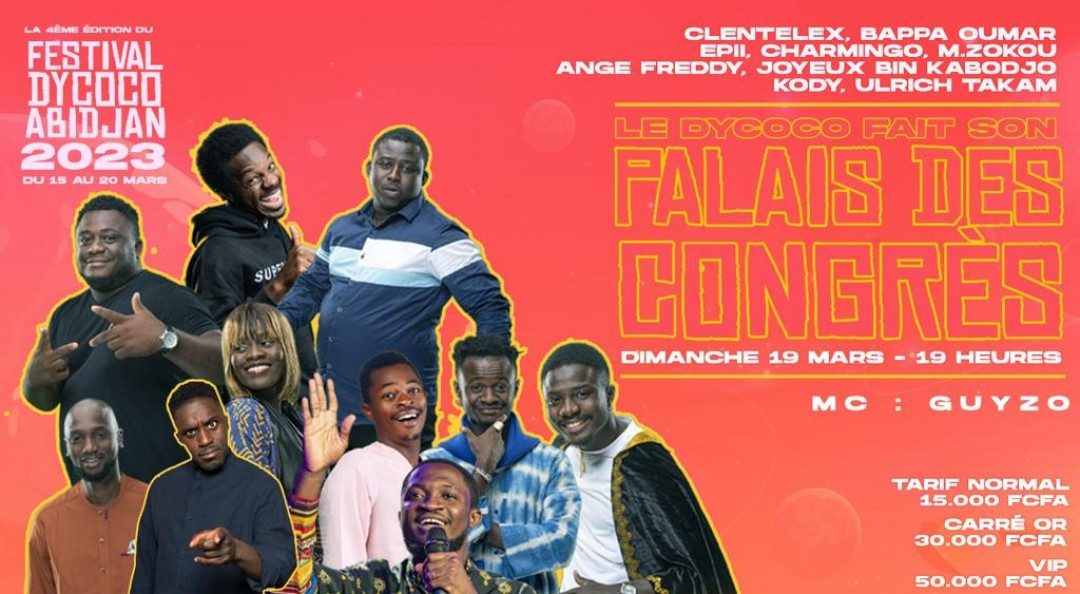 LA 4ÈME ÉDITION DU
FESTIVAL
DYCOCO
ABIDJAN
2023
DU 15 AU 20 MARS
CLENTELEX, BAPPA OUMAR
EPII, CHARMINGO, M.ZOKOU
ANGE FREDDY, JOYEUX BIN KABODJO
KODY, ULRICH TAKAM
LE DYCOCO FAIT SON
PALAIS DES
CONGRÈS
DIMANCHE 19 MARS - 19 HEURES
MC : GUYZO
TARIF NORMAL
15.000 FCFA
CARRÉ OR
30.000 FCFA
VIP
50.000 FCFA